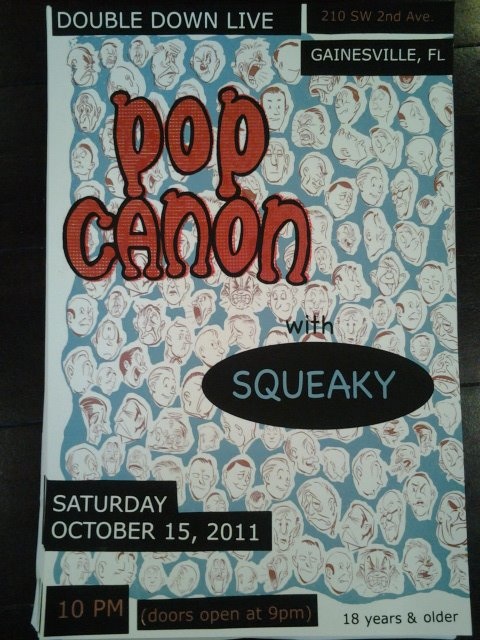 DOUBLE DOWN LIVE
210 SW 2nd Ave.
GAINESVILLE, FL
pop
canon
with
SQUEAKY
SATURDAY
OCTOBER 15, 2011
10 PM
(doors open at 9pm)
18 years & older